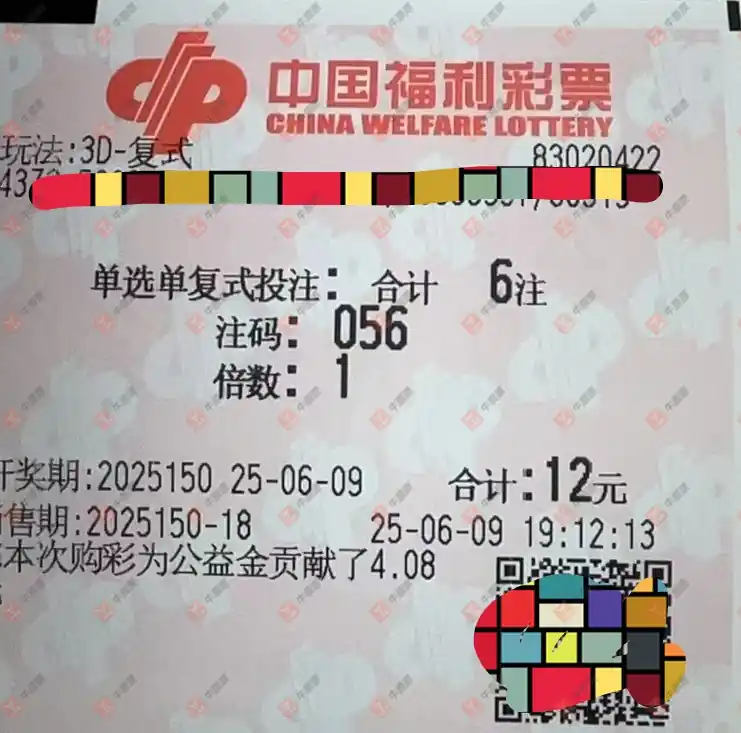 中国福利彩票
CHINA WELFARE LOTTERY
玩法:3D-复式 83020422
单选单复式投注: 合计 6注
注码: 056
倍数: 1
开奖期:2025150 25-06-09 合计:12元
销售期:2025150-18 25-06-09 19:12:13
本次购彩为公益金贡献了4.08